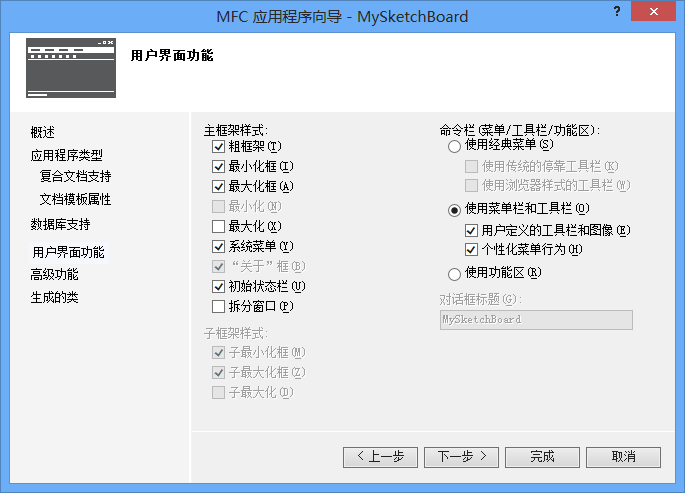 MFC 应用程序向导 - MySketchBoard
?
用户界面功能
概述
应用程序类型
复合文档支持
文档模板属性
数据库支持
用户界面功能
高级功能
生成的类
主框架样式:
粗框架(T)
最小化框(I)
最大化框(A)
最小化(N)
最大化(X)
系统菜单(Y)
“关于”框(B)
初始状态栏(U)
拆分窗口(P)
子框架样式:
子最小化框(M)
子最大化框(Z)
子最大化(D)
命令栏(菜单/工具栏/功能区):
使用经典菜单(S)
使用传统的停靠工具栏(K)
使用浏览器样式的工具栏(W)
使用菜单栏和工具栏(O)
用户定义的工具栏和图像(E)
个性化菜单行为(H)
使用功能区(R)
对话框标题(G):
MySketchBoard
< 上一步
下一步 >
完成
取消